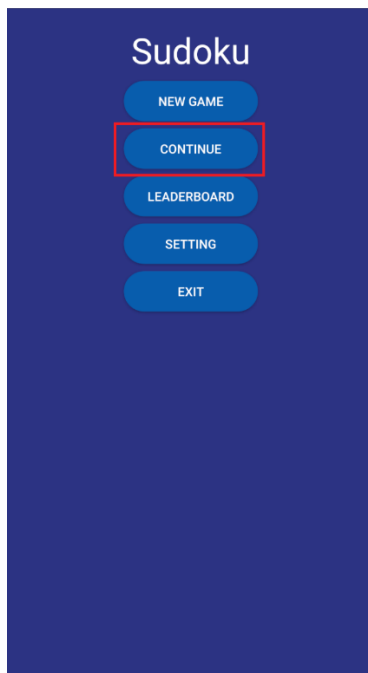 Sudoku
NEW GAME
CONTINUE
LEADERBOARD
SETTING
EXIT